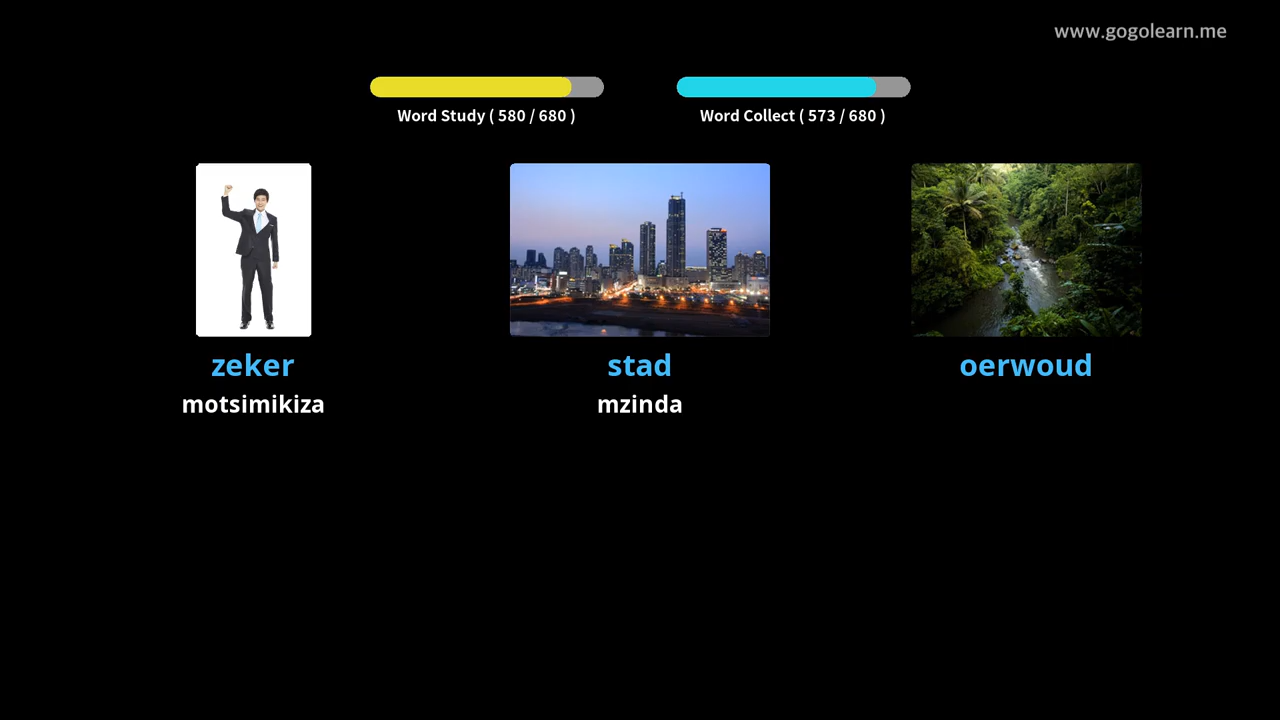 www.gogolearn.me
Word Study ( 580 / 680 )
Word Collect ( 573 / 680 )
zeker
motsimikiza
stad
mzinda
oerwoud